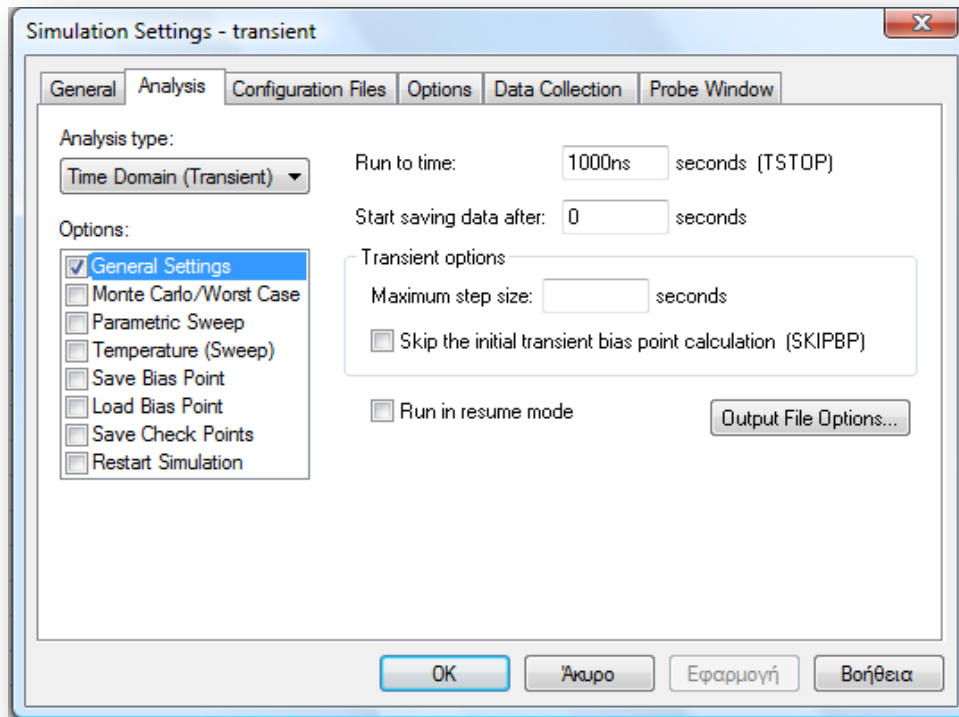 Simulation Settings - transient
General Analysis Configuration Files Options Data Collection Probe Window
Analysis type:
Time Domain (Transient)
Options:
General Settings
Monte Carlo/Worst Case
Parametric Sweep
Temperature (Sweep)
Save Bias Point
Load Bias Point
Save Check Points
Restart Simulation
Run to time: 1000ns seconds (TSTOP)
Start saving data after: 0 seconds
Transient options
Maximum step size: seconds
Skip the initial transient bias point calculation (SKIPBP)
Run in resume mode
Output File Options...
OK Άκυρο Εφαρμογή Βοήθεια